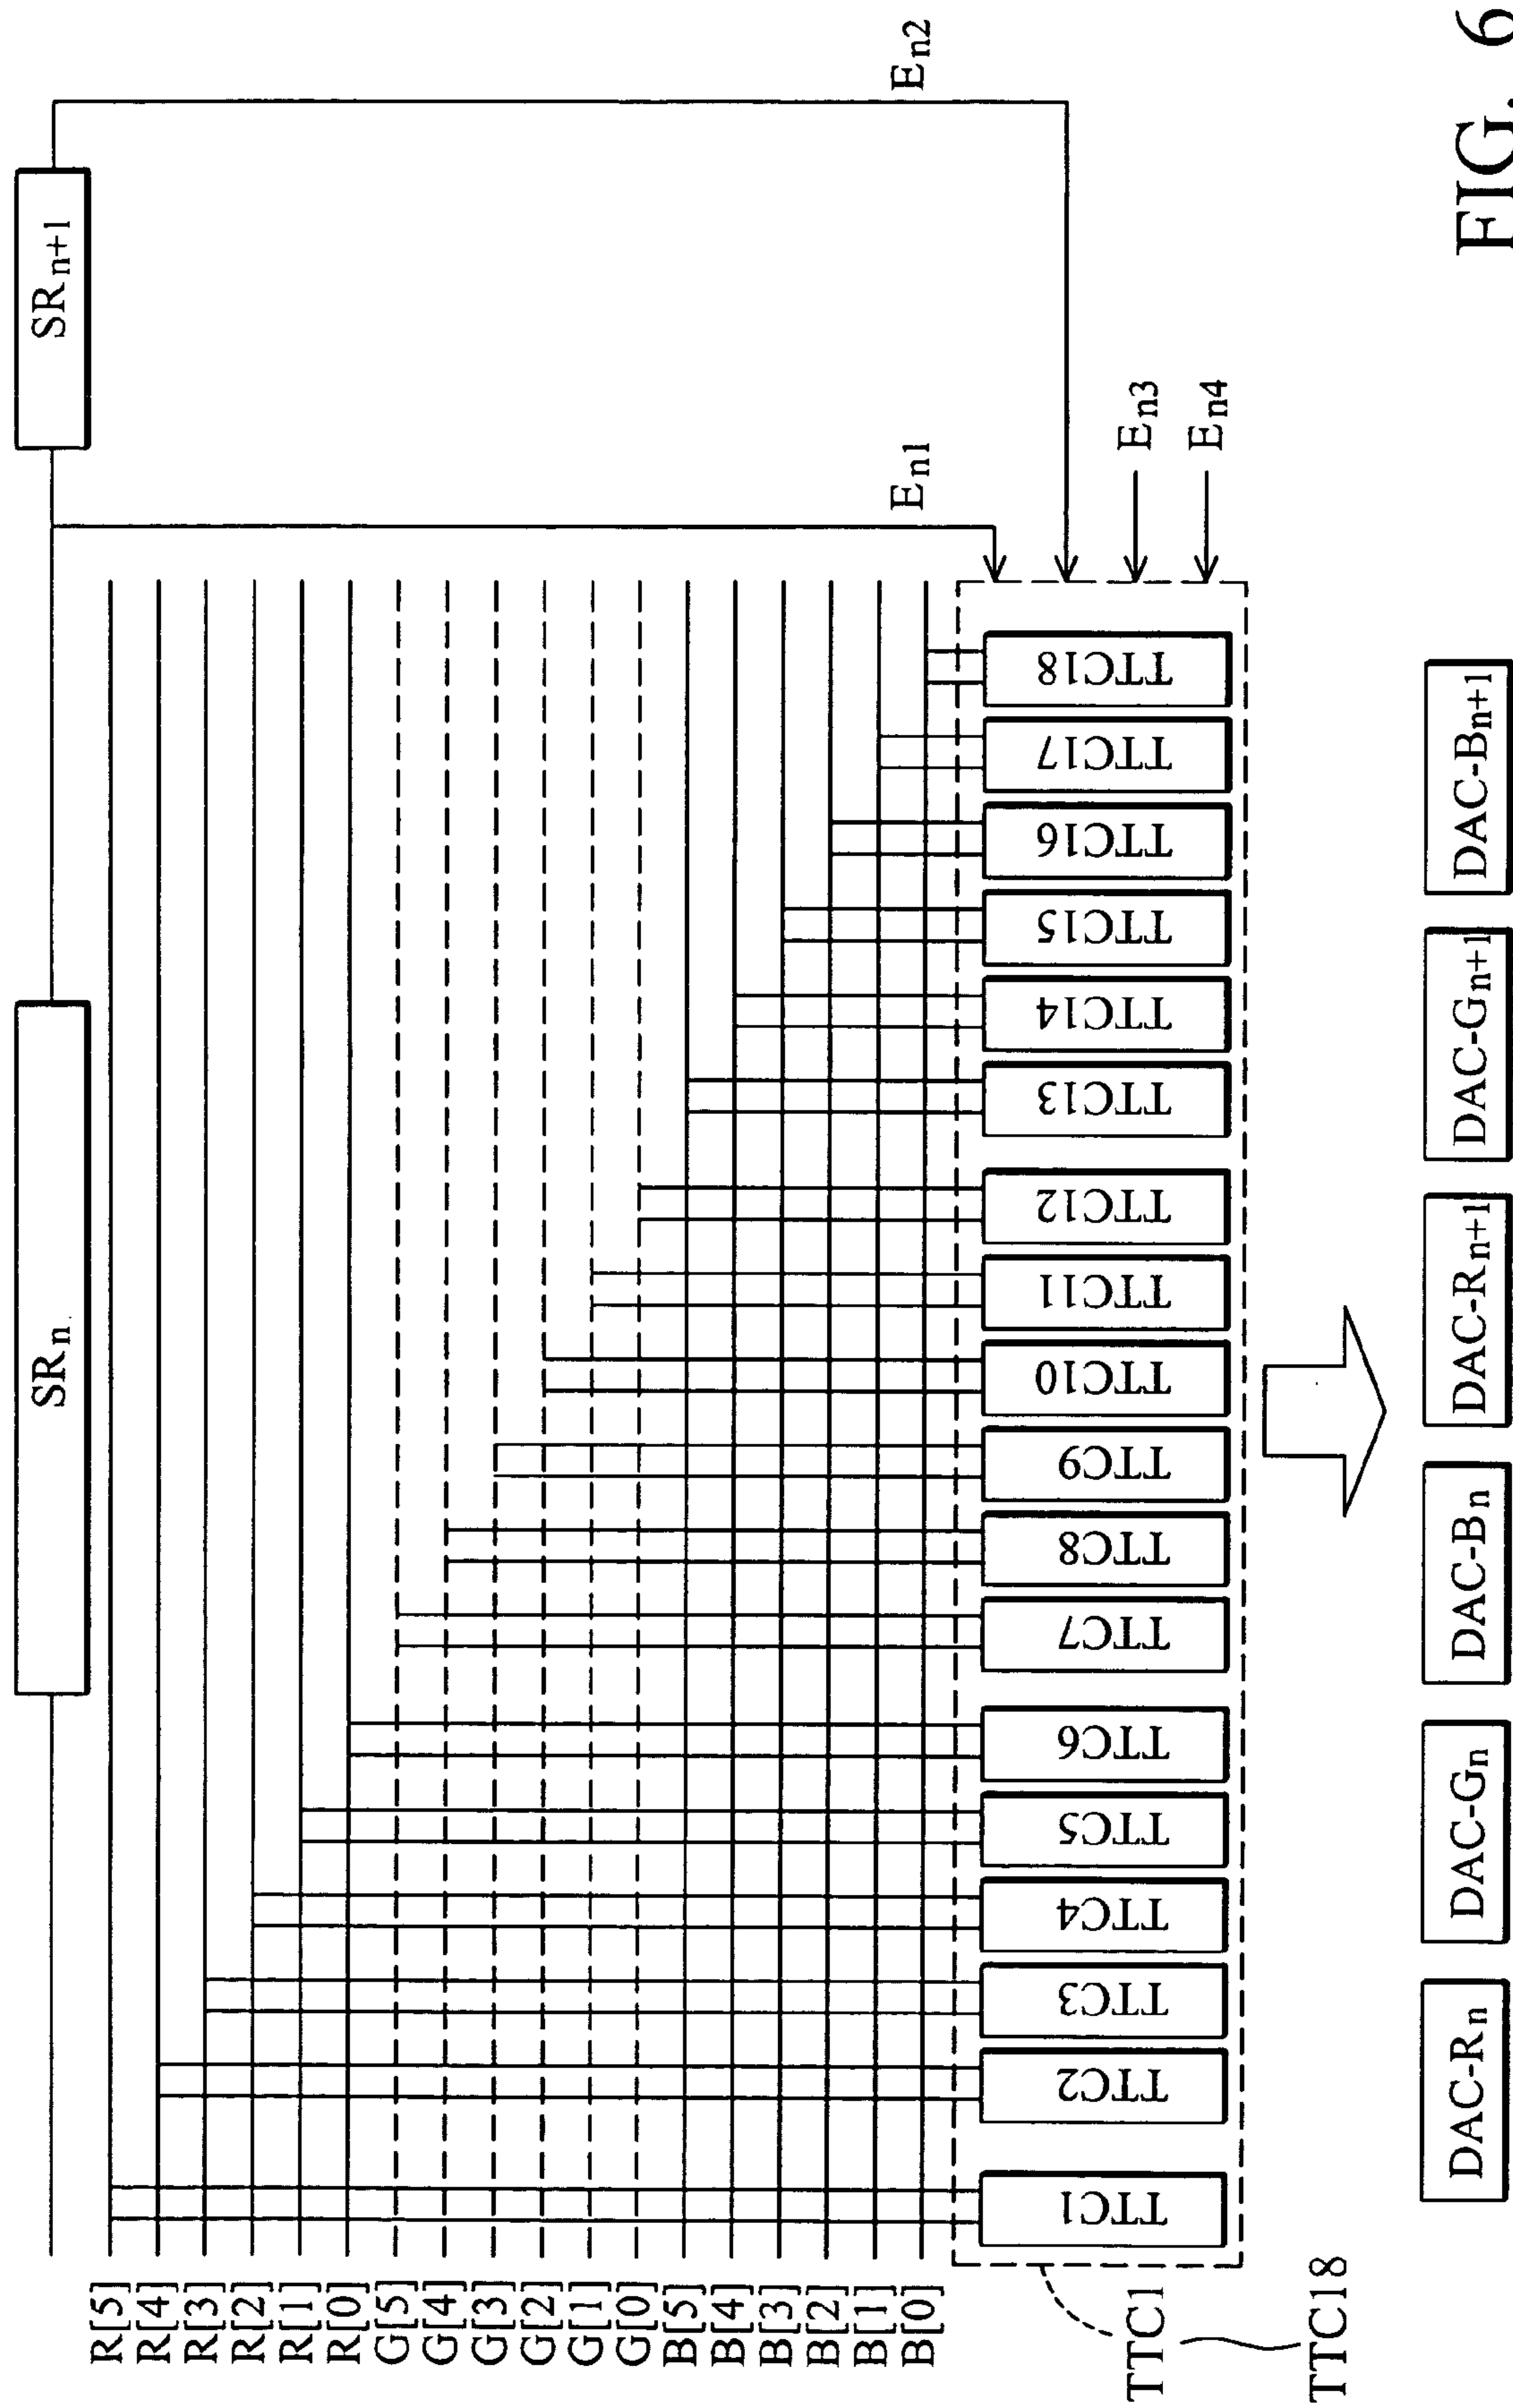 SRn
SRn+1
R[5]
R[4]
R[3]
R[2]
R[1]
R[0]
G[5]
G[4]
G[3]
G[2]
G[1]
G[0]
B[5]
B[4]
B[3]
B[2]
B[1]
B[0]
En1
En2
En3
En4
TTC1
TTC2
TTC3
TTC4
TTC5
TTC6
TTC7
TTC8
TTC9
TTC10
TTC11
TTC12
TTC13
TTC14
TTC15
TTC16
TTC17
TTC18
TTC1
TTC18
DAC-Rn
DAC-Gn
DAC-Bn
DAC-Rn+1
DAC-Gn+1
DAC-Bn+1
FIG. 6